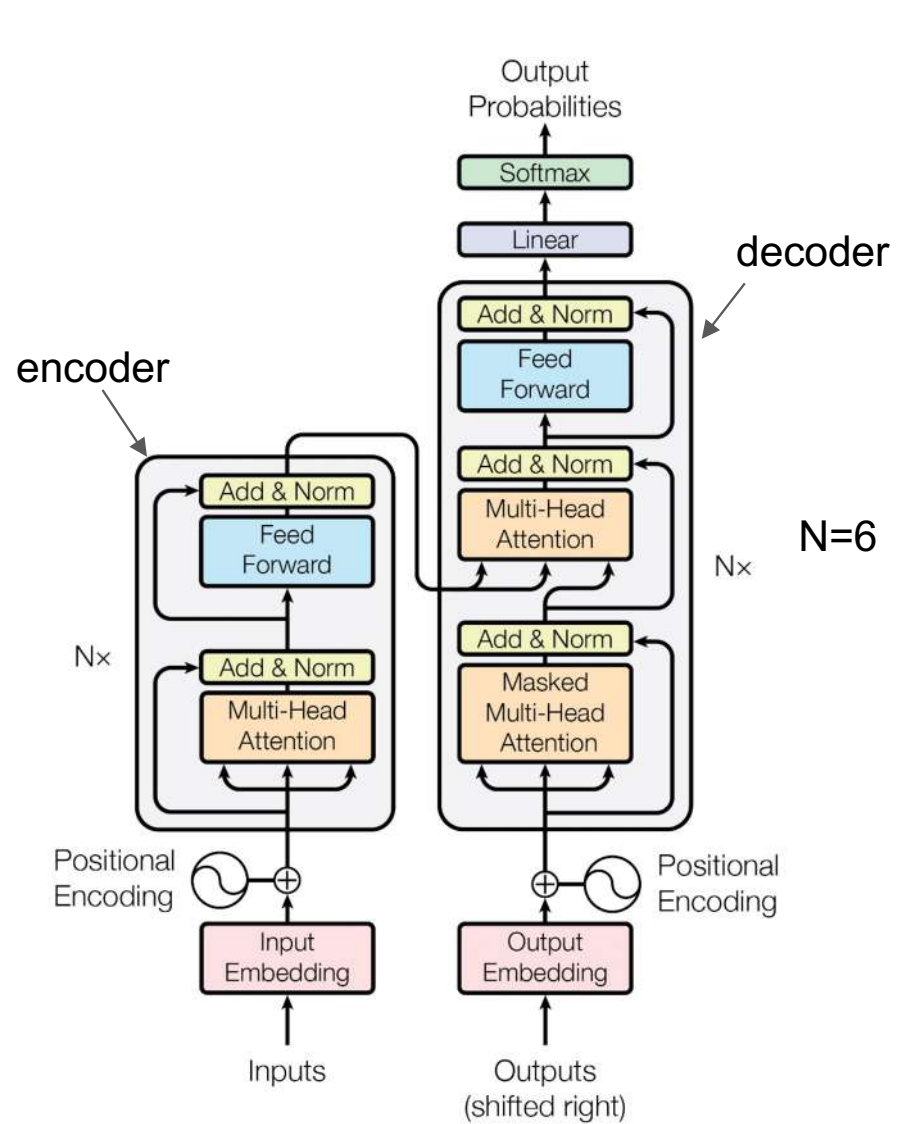 Output
Probabilities
Softmax
Linear
decoder
Add & Norm
Feed
Forward
Add & Norm
Multi-Head
Attention
N=6
N×
Add & Norm
Masked
Multi-Head
Attention
encoder
Add & Norm
Feed
Forward
N×
Add & Norm
Multi-Head
Attention
Positional
Encoding
Positional
Encoding
Input
Embedding
Output
Embedding
Inputs
Outputs
(shifted right)